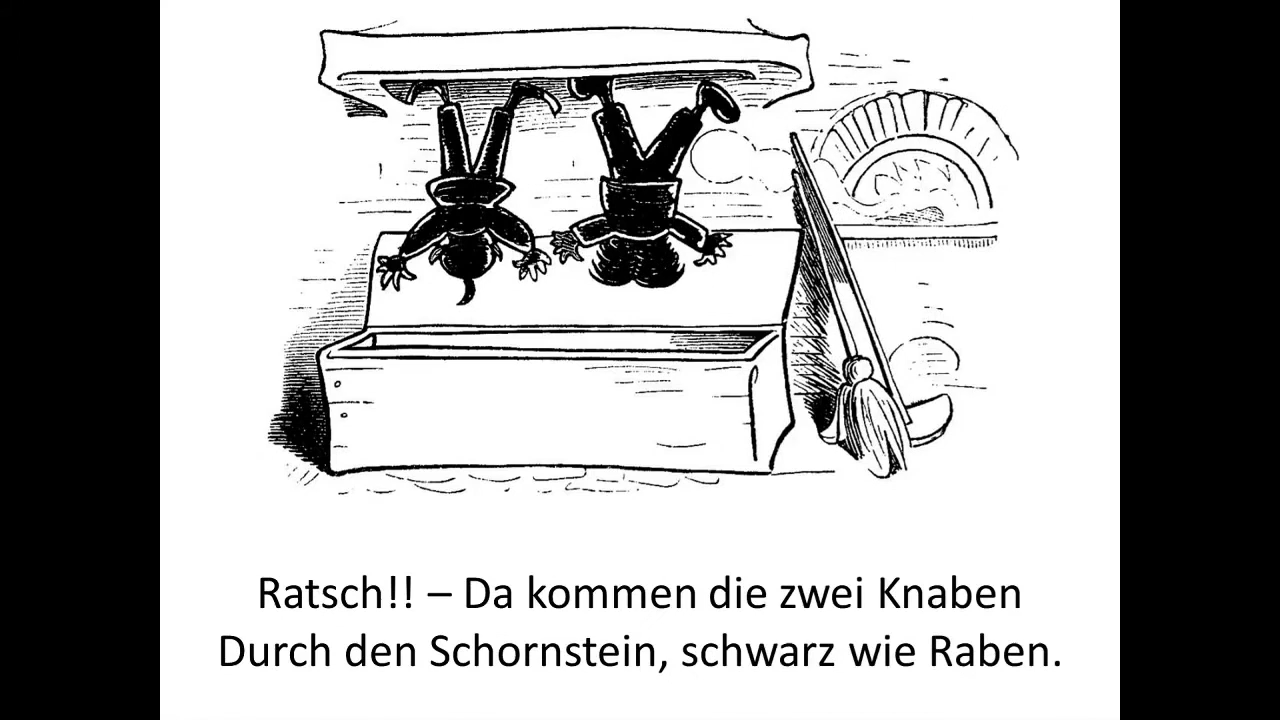 Ratsch!! – Da kommen die zwei Knaben
Durch den Schornstein, schwarz wie Raben.